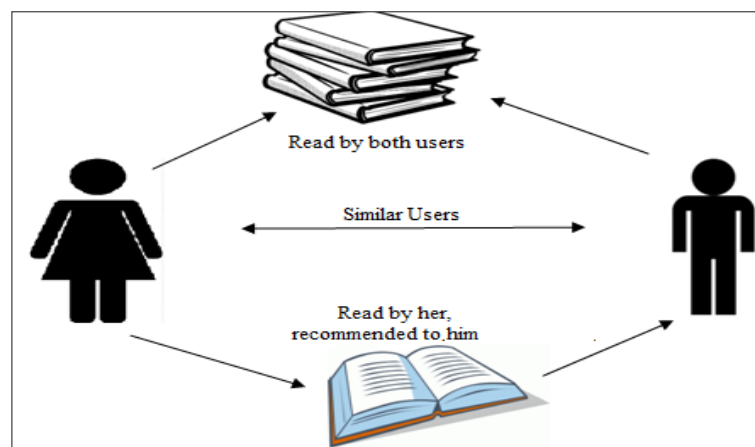 Read by both users
Similar Users
Read by her,
recommended to him